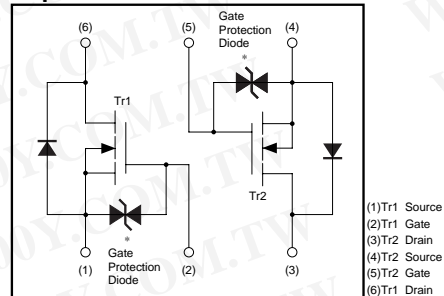 Gate
Protection
Diode
(6)
(5)
(4)
*
Tr1
Tr2
*
Gate
Protection
Diode
(1)
(2)
(3)
(1)Tr1 Source
(2)Tr1 Gate
(3)Tr2 Drain
(4)Tr2 Source
(5)Tr2 Gate
(6)Tr1 Drain